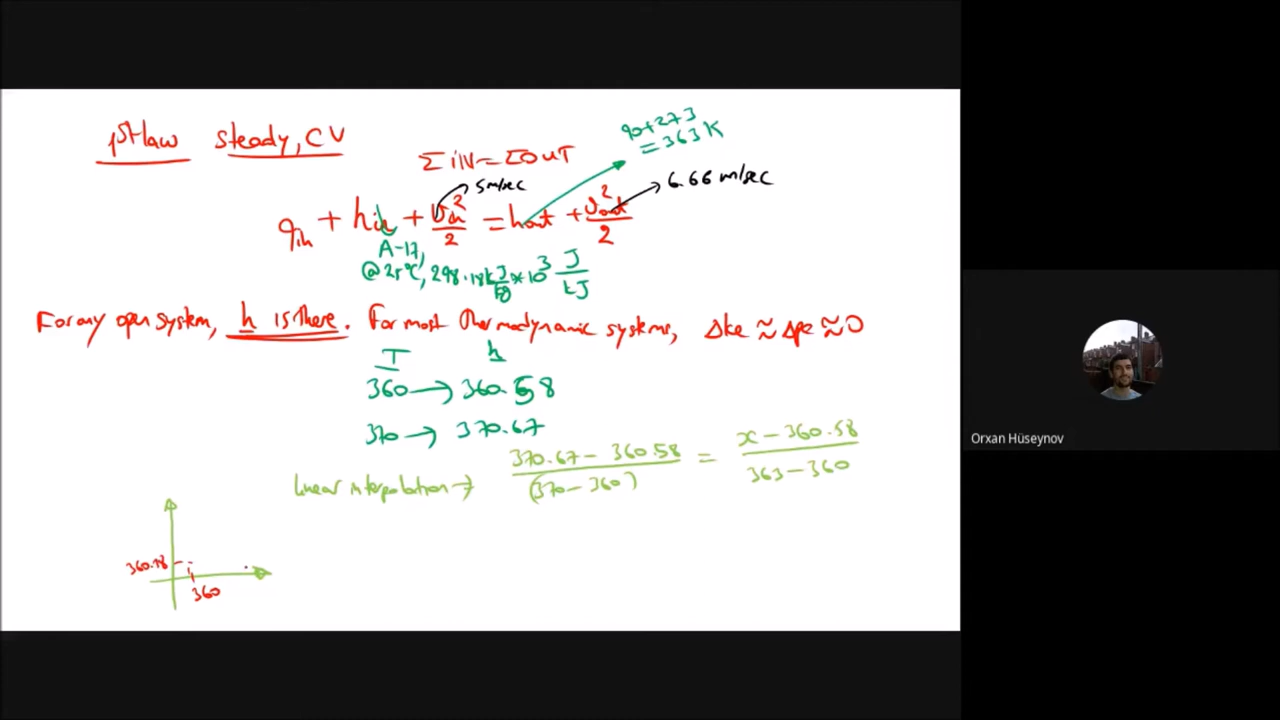 1st law steady, CV
Σ IN = Σ OUT
90+273
= 363 K
5 m/sec
6.66 m/sec
q_in + h_in + V_in²/2 = h_out + V_out²/2
A-17,
@25°C, 298.18 kJ/kg * 10³ J/kJ
For any open system, h is there. For most thermodynamic systems, Δke ≈ Δpe ≈ 0
T h
360 → 360.58
370 → 370.67
linear interpolation → (370.67 - 360.58)/(370 - 360) = (x - 360.58)/(363 - 360)
360.58
360
Orxan Hüseynov